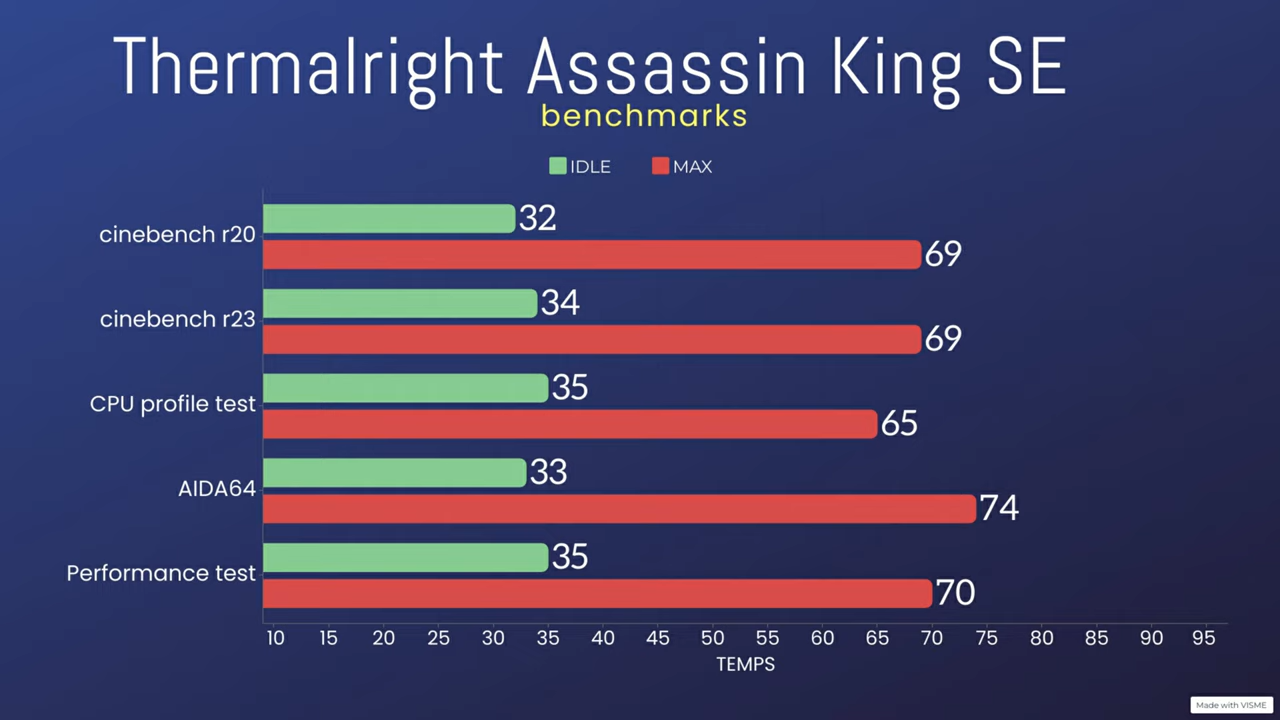 Thermalright Assassin King SE
benchmarks
IDLE MAX
cinebench r20 32
69
cinebench r23 34
69
CPU profile test 35
65
AIDA64 33
74
Performance test 35
70
10 15 20 25 30 35 40 45 50 55 60 65 70 75 80 85 90 95
TEMPS
Made with VISME